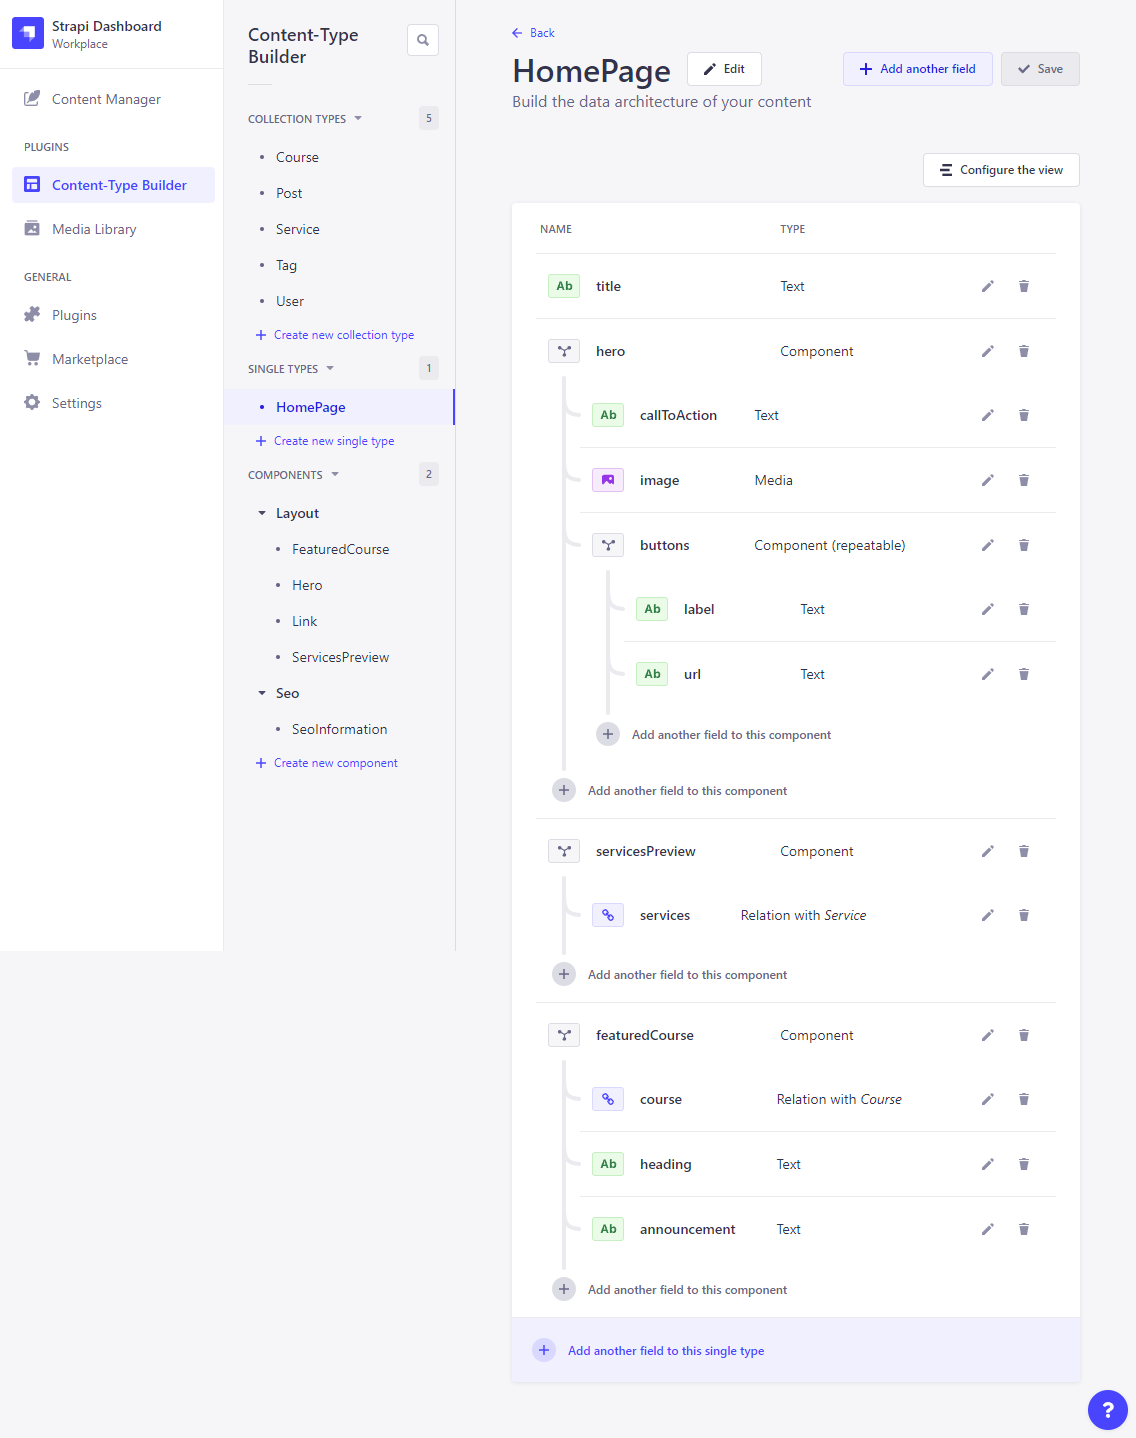 Strapi Dashboard
Workplace
Content Manager
PLUGINS
Content-Type Builder
Media Library
GENERAL
Plugins
Marketplace
Settings
Content-Type
Builder
COLLECTION TYPES 5
Course
Post
Service
Tag
User
Create new collection type
SINGLE TYPES 1
HomePage
Create new single type
COMPONENTS 2
Layout
FeaturedCourse
Hero
Link
ServicesPreview
Seo
SeoInformation
Create new component
Back
HomePage Edit Add another field Save
Build the data architecture of your content
Configure the view
NAME TYPE
Ab title Text
hero Component
Ab callToAction Text
image Media
buttons Component (repeatable)
Ab label Text
Ab url Text
Add another field to this component
Add another field to this component
servicesPreview Component
services Relation with Service
Add another field to this component
featuredCourse Component
course Relation with Course
Ab heading Text
Ab announcement Text
Add another field to this component
Add another field to this single type
?